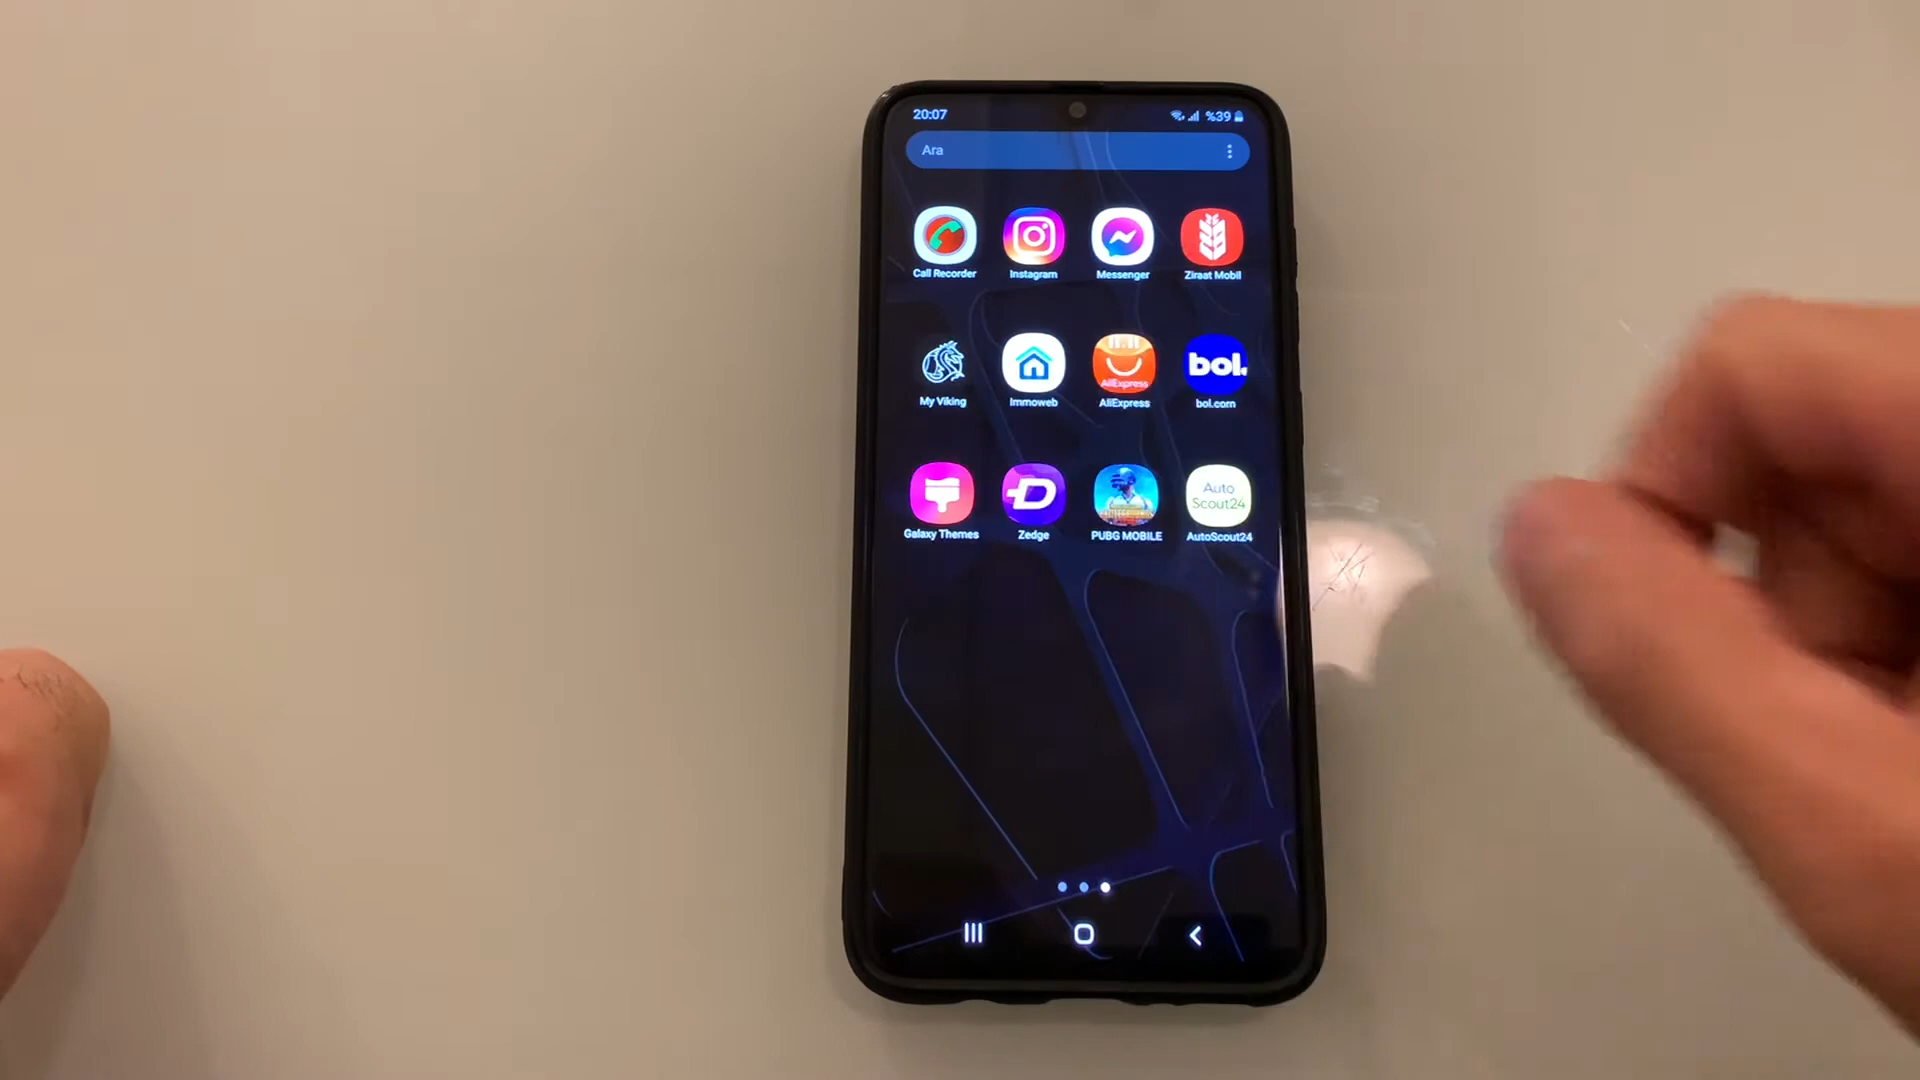 20:07 %39
Ara
Call Recorder Instagram Messenger Ziraat Mobil
bol.
AliExpress
My Viking Immoweb AliExpress bol.com
Auto
Scout24
Galaxy Themes Zedge PUBG MOBILE AutoScout24